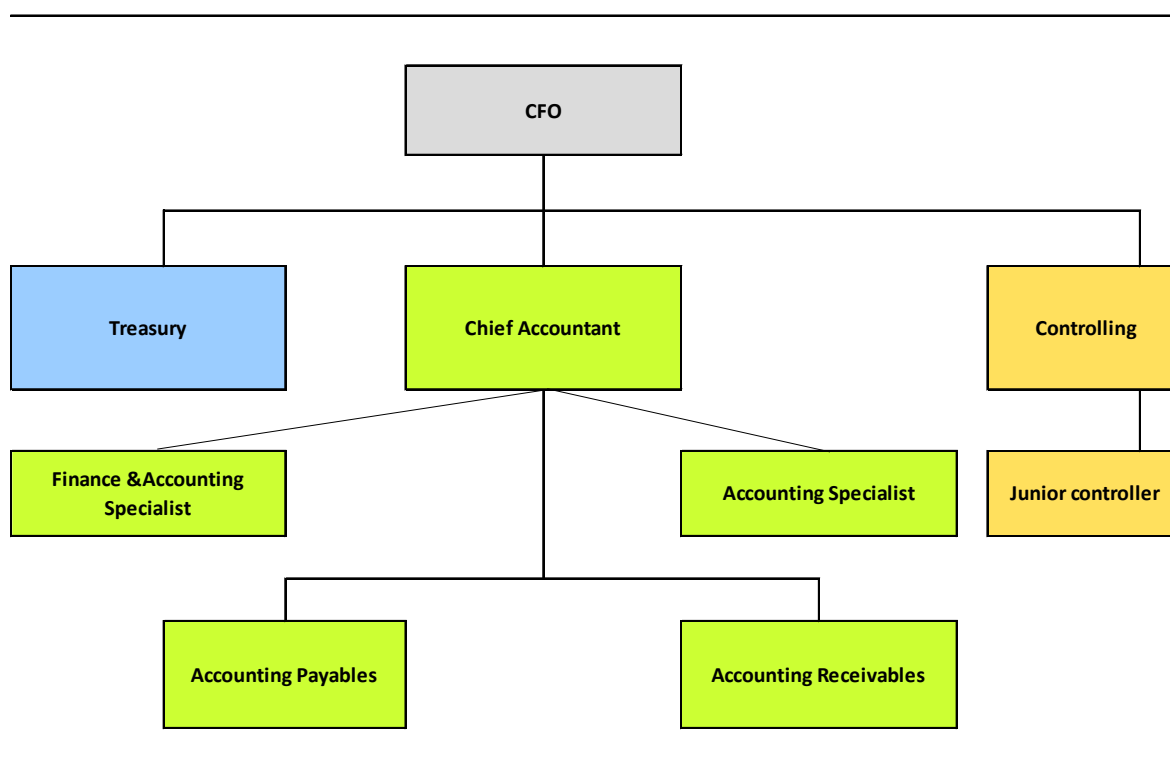 CFO
Treasury
Chief Accountant
Controlling
Finance &Accounting
Specialist
Accounting Specialist
Junior controller
Accounting Payables
Accounting Receivables